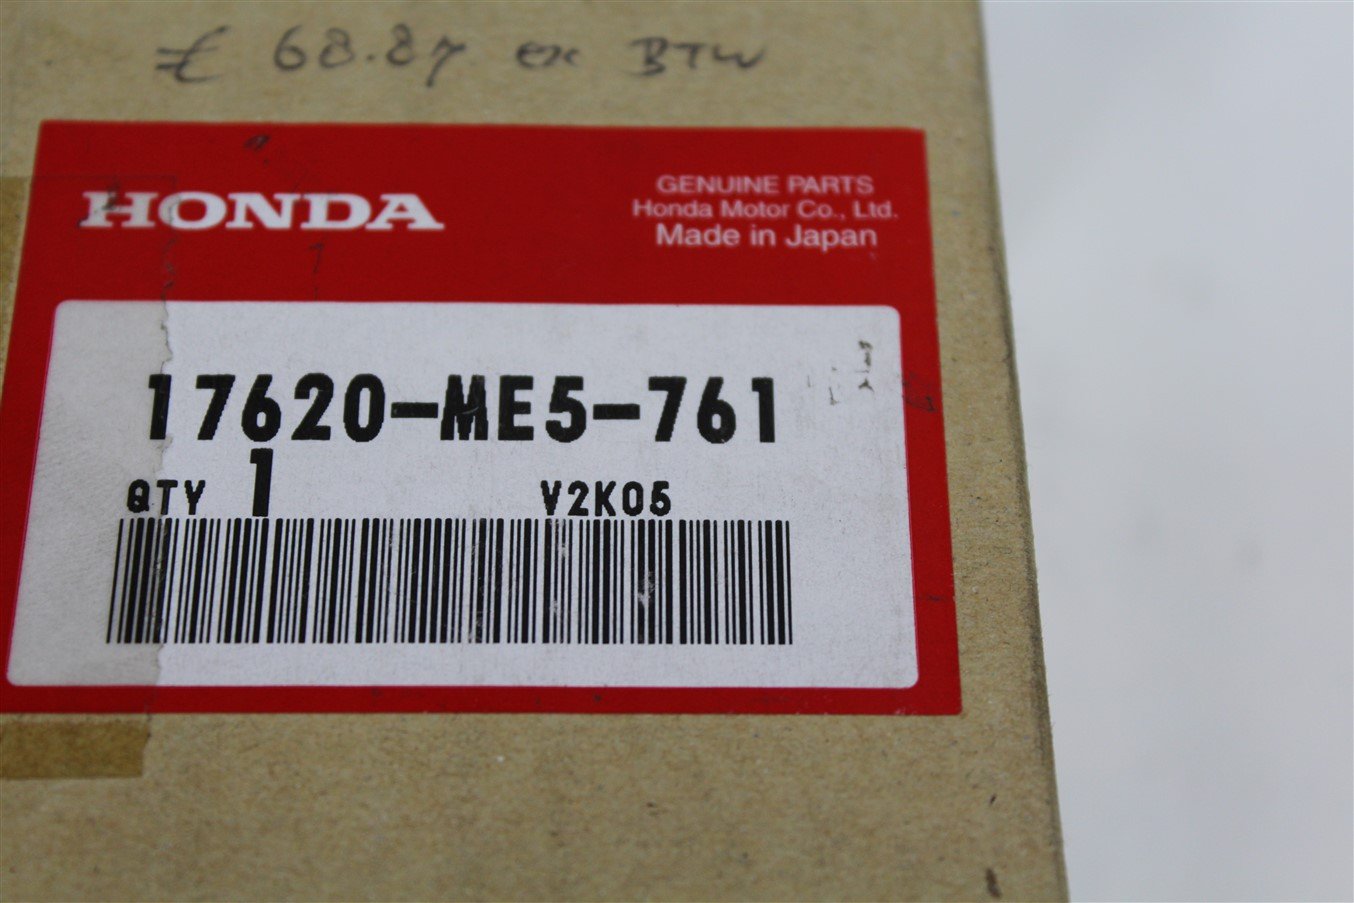 € 68.87 ex BTW
HONDA
GENUINE PARTS
Honda Motor Co., Ltd.
Made in Japan
17620-ME5-761
QTY 1 V2K05